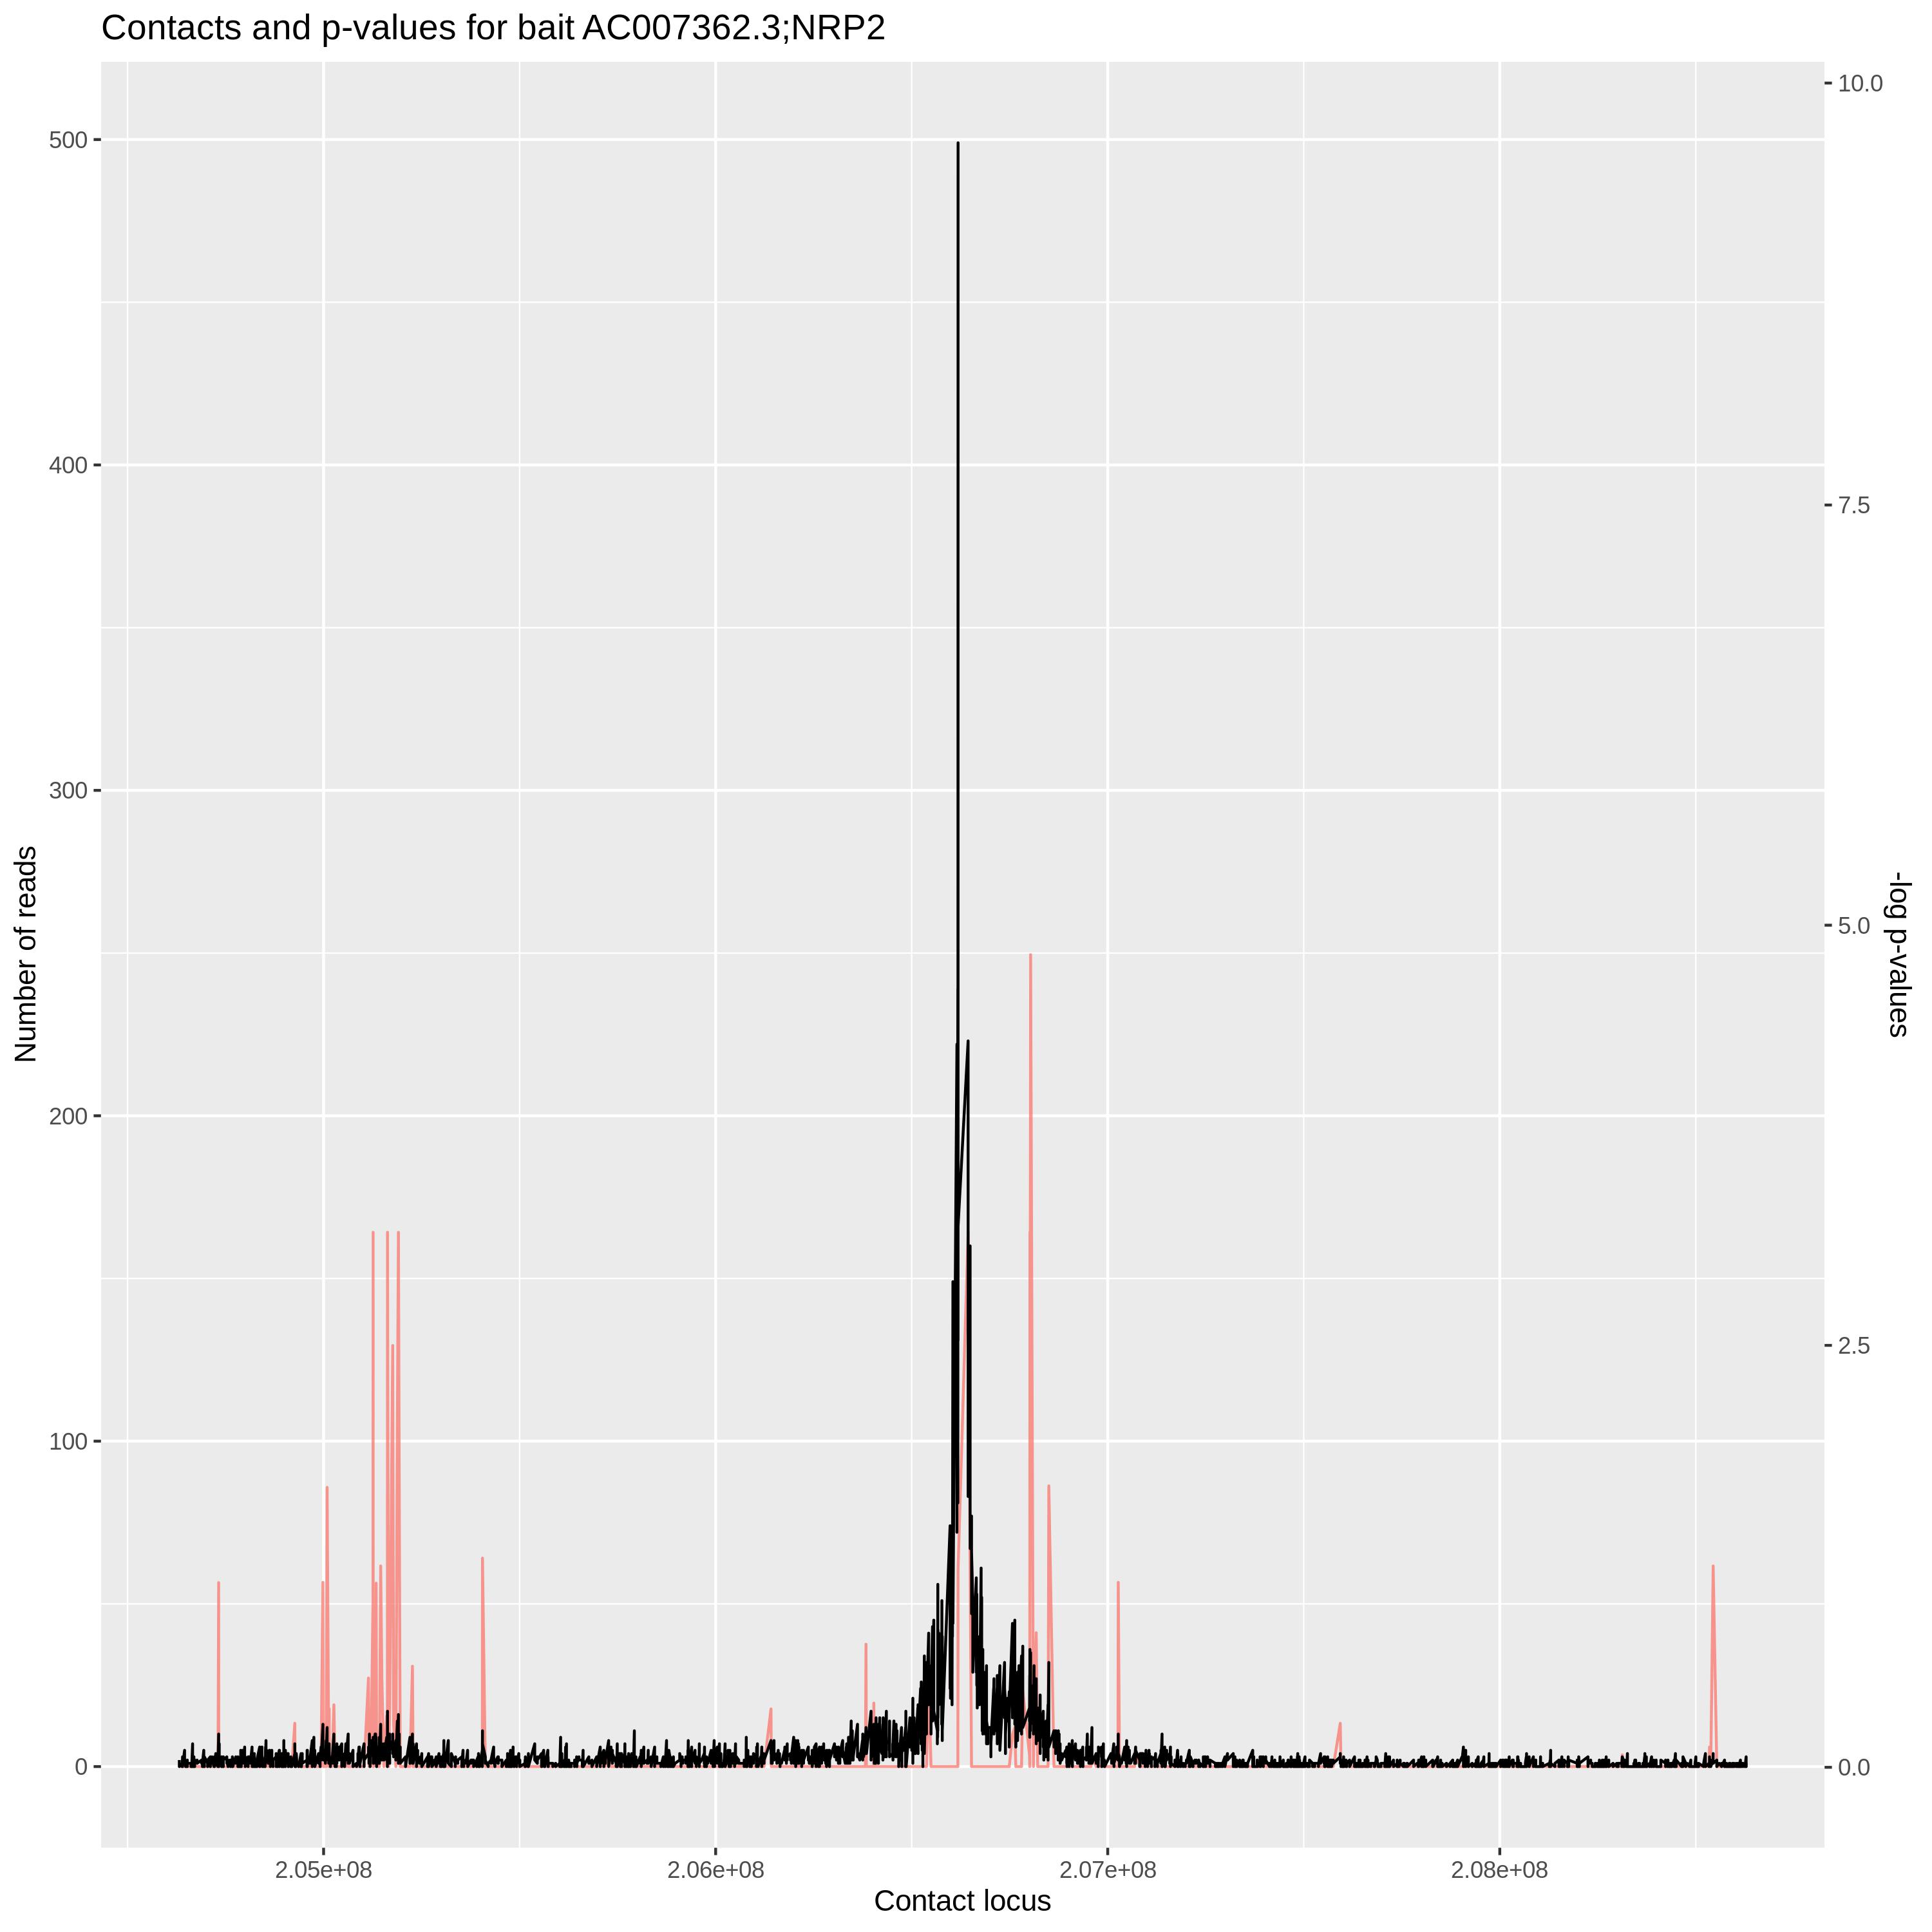 Contacts and p-values for bait AC007362.3;NRP2
500
400
300
200
100
0
Number of reads
10.0
7.5
5.0
2.5
0.0
-log p-values
2.05e+08
2.06e+08
2.07e+08
2.08e+08
Contact locus